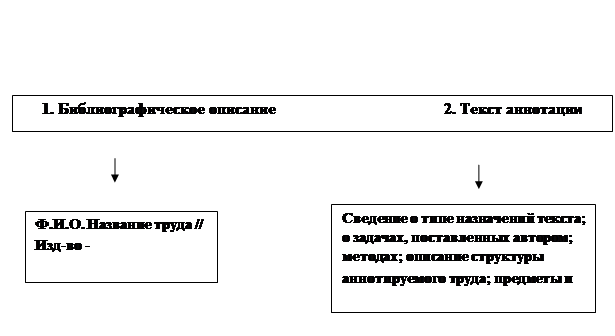 1. Библиографическое описание 2. Текст аннотации
Ф.И.О. Название труда //
Изд-во -
Сведение о типе назначений текста;
о задачах, поставленных автором;
методах; описание структуры
аннотируемого труда; предметы и